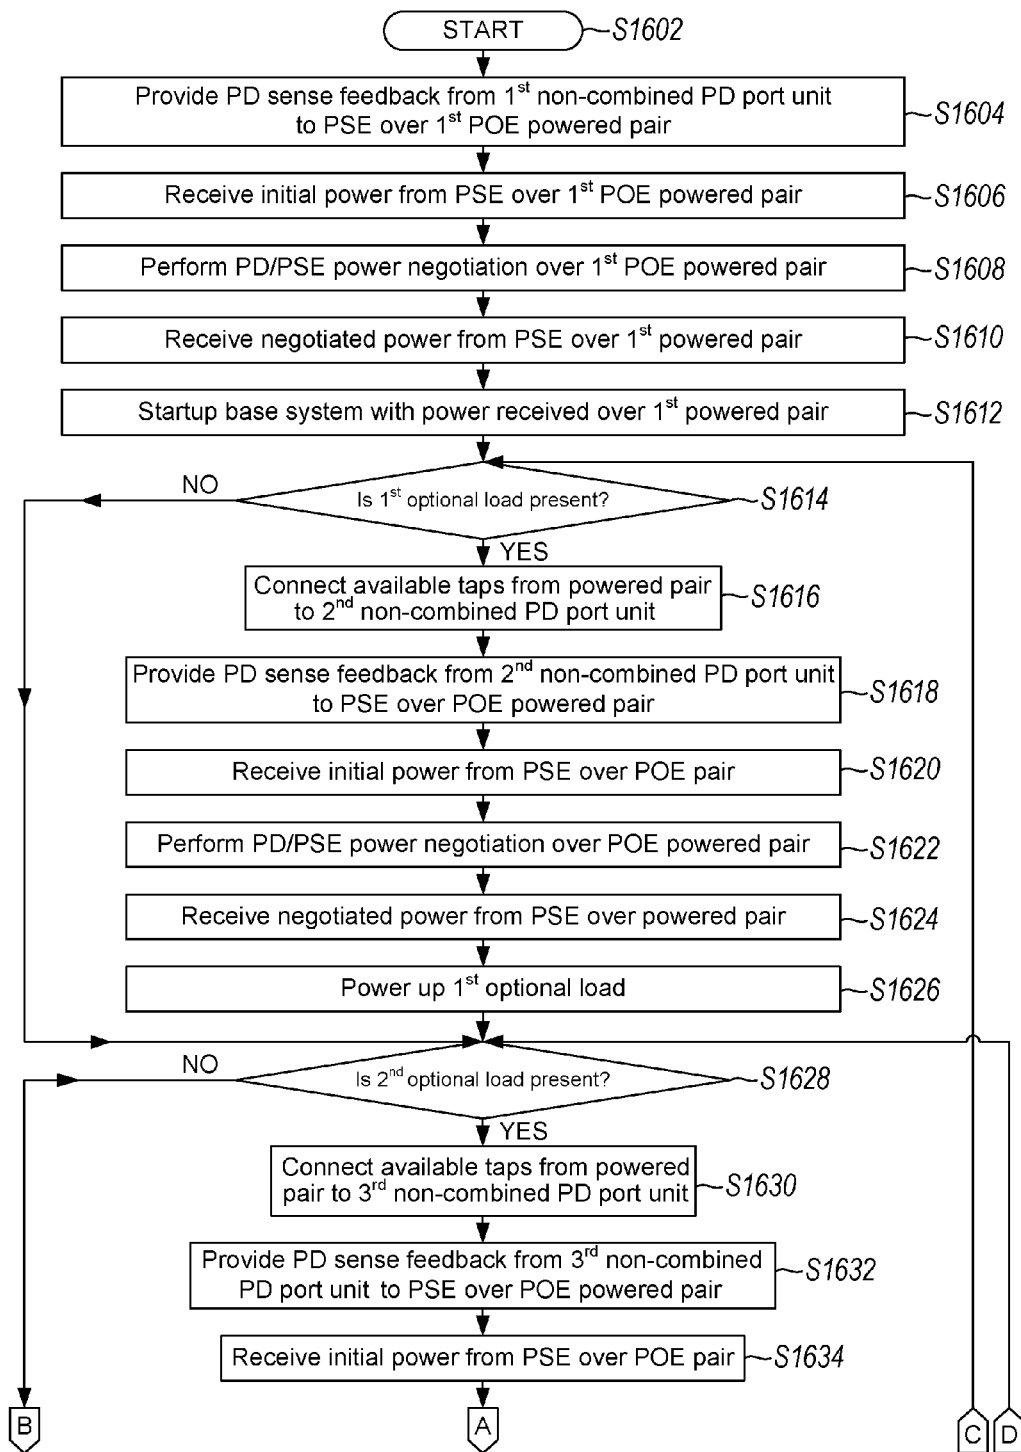 START
S1602
Provide PD sense feedback from 1st non-combined PD port unit
to PSE over 1st POE powered pair
S1604
Receive initial power from PSE over 1st POE powered pair
S1606
Perform PD/PSE power negotiation over 1st POE powered pair
S1608
Receive negotiated power from PSE over 1st powered pair
S1610
Startup base system with power received over 1st powered pair
S1612
NO
Is 1st optional load present?
S1614
YES
Connect available taps from powered pair
to 2nd non-combined PD port unit
S1616
Provide PD sense feedback from 2nd non-combined PD port unit
to PSE over POE powered pair
S1618
Receive initial power from PSE over POE pair
S1620
Perform PD/PSE power negotiation over POE powered pair
S1622
Receive negotiated power from PSE over powered pair
S1624
Power up 1st optional load
S1626
NO
Is 2nd optional load present?
S1628
YES
Connect available taps from powered
pair to 3rd non-combined PD port unit
S1630
Provide PD sense feedback from 3rd non-combined
PD port unit to PSE over POE powered pair
S1632
Receive initial power from PSE over POE pair
S1634
B
A
C
D